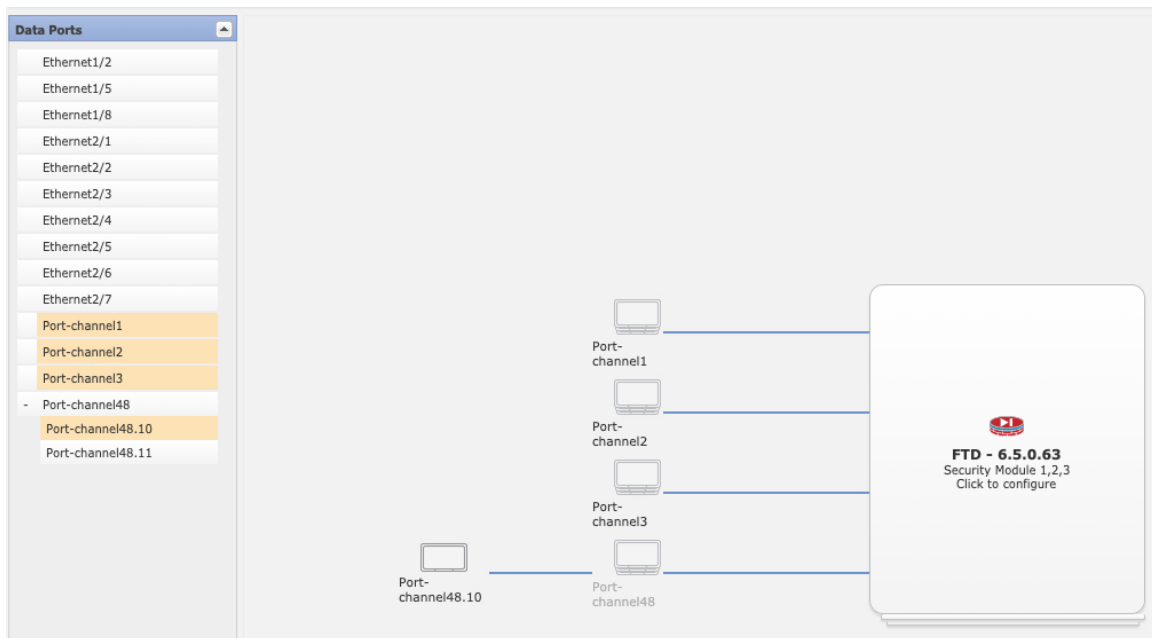 Data Ports
Ethernet1/2
Ethernet1/5
Ethernet1/8
Ethernet2/1
Ethernet2/2
Ethernet2/3
Ethernet2/4
Ethernet2/5
Ethernet2/6
Ethernet2/7
Port-channel1
Port-channel2
Port-channel3
- Port-channel48
Port-channel48.10
Port-channel48.11
Port-
channel1
Port-
channel2
Port-
channel3
Port-
channel48.10
Port-
channel48
FTD - 6.5.0.63
Security Module 1,2,3
Click to configure